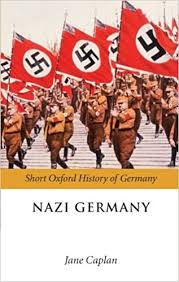 Short Oxford History of Germany
NAZI GERMANY
Jane Caplan